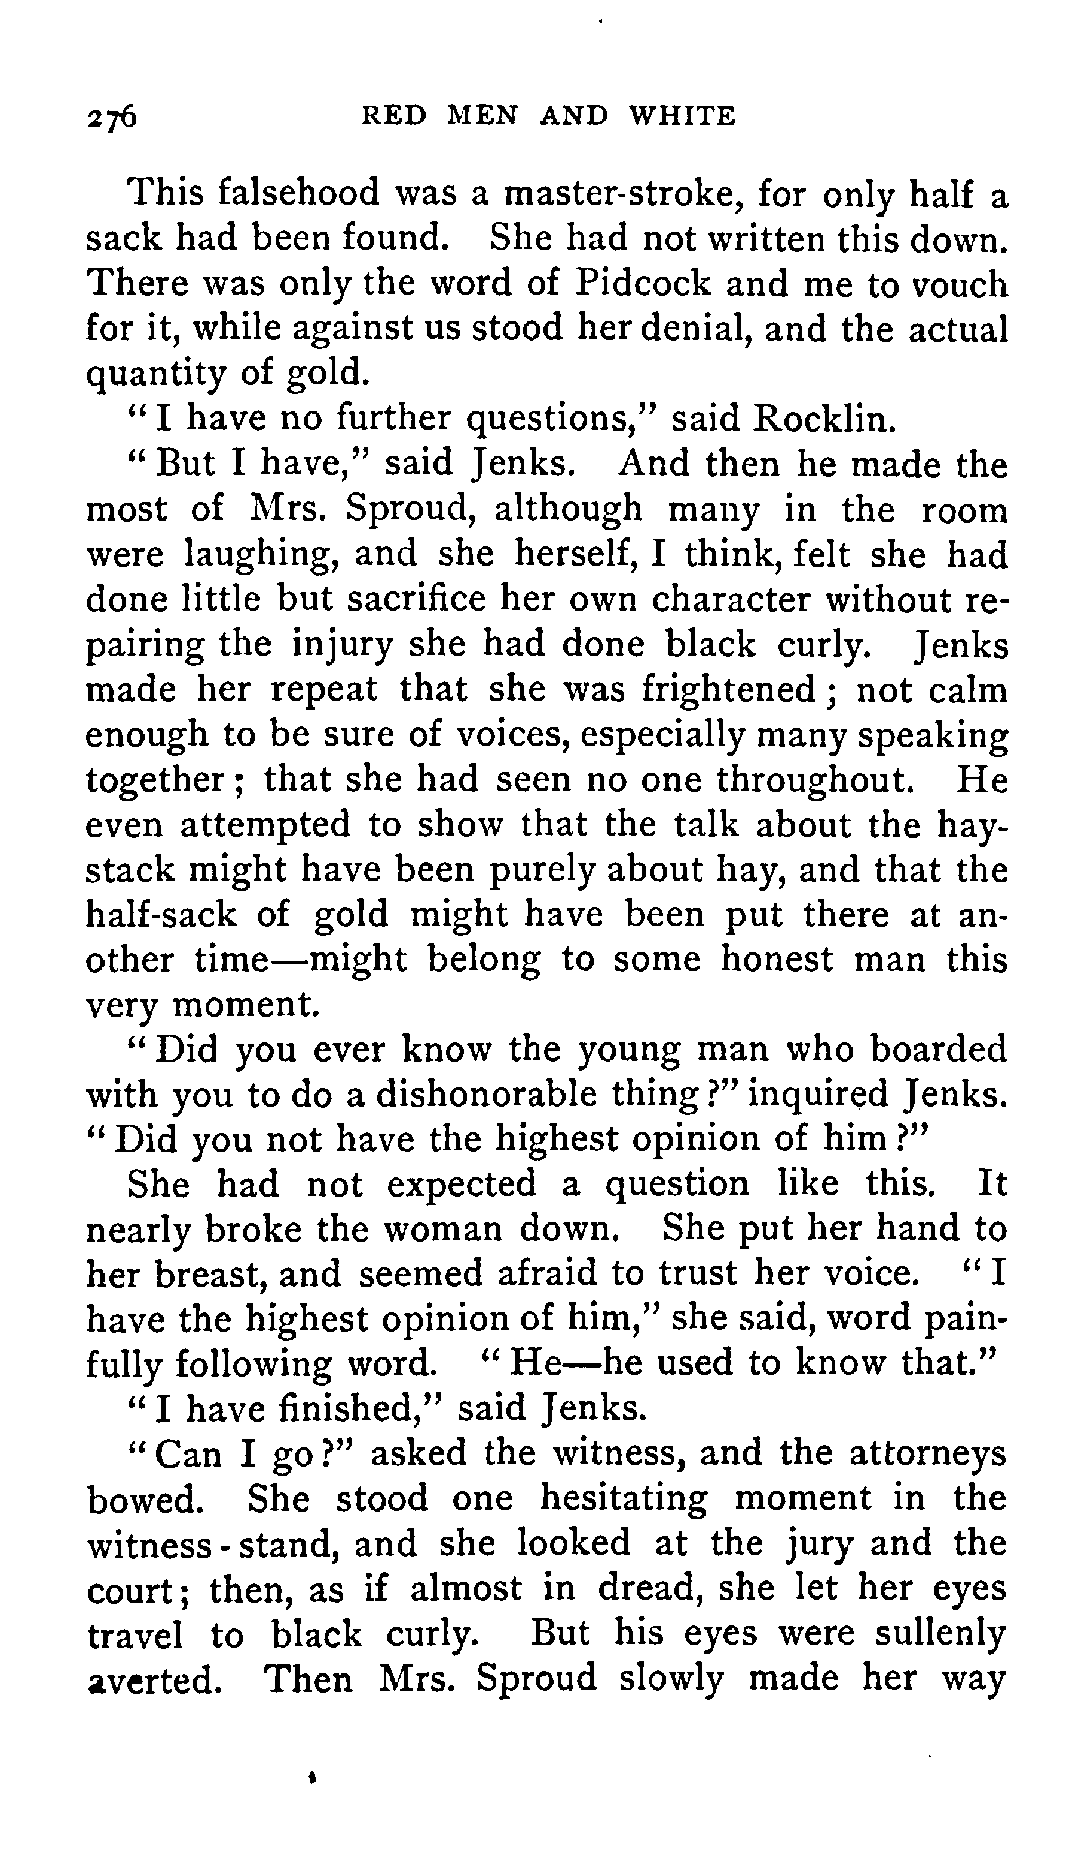 276 RED MEN AND WHITE
This falsehood was a master-stroke, for only half a
sack had been found. She had not written this down.
There was only the word of Pidcock and me to vouch
for it, while against us stood her denial, and the actual
quantity of gold.
"I have no further questions," said Rocklin.
"But I have," said Jenks. And then he made the
most of Mrs. Sproud, although many in the room
were laughing, and she herself, I think, felt she had
done little but sacrifice her own character without re-
pairing the injury she had done black curly. Jenks
made her repeat that she was frightened; not calm
enough to be sure of voices, especially many speaking
together; that she had seen no one throughout. He
even attempted to show that the talk about the hay-
stack might have been purely about hay, and that the
half-sack of gold might have been put there at an-
other time—might belong to some honest man this
very moment.
"Did you ever know the young man who boarded
with you to do a dishonorable thing?" inquired Jenks.
"Did you not have the highest opinion of him?"
She had not expected a question like this. It
nearly broke the woman down. She put her hand to
her breast, and seemed afraid to trust her voice. "I
have the highest opinion of him," she said, word pain-
fully following word. "He—he used to know that."
"I have finished," said Jenks.
"Can I go?" asked the witness, and the attorneys
bowed. She stood one hesitating moment in the
witness-stand, and she looked at the jury and the
court; then, as if almost in dread, she let her eyes
travel to black curly. But his eyes were sullenly
averted. Then Mrs. Sproud slowly made her way